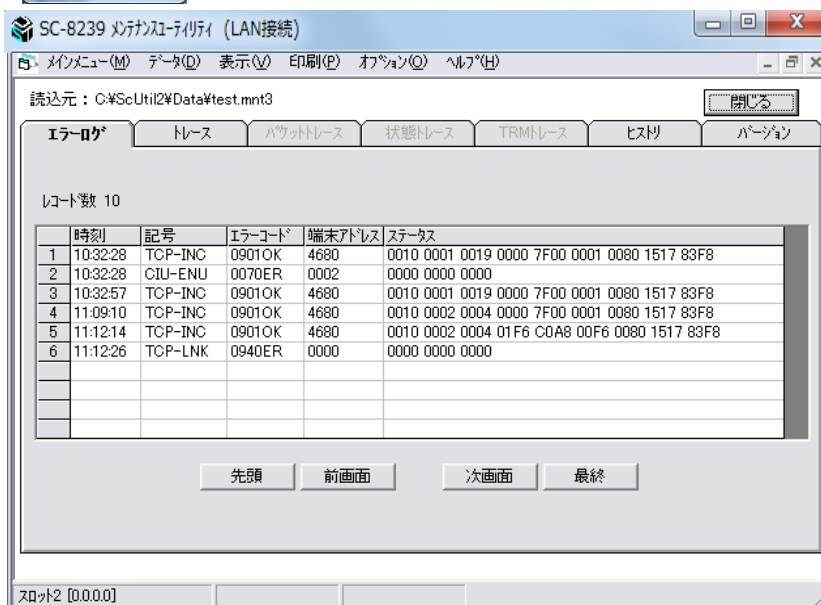 SC-8239 ﾒﾝﾃﾅﾝｽﾕｰﾃｨﾘﾃｨ (LAN接続)
ﾒｲﾝﾒﾆｭｰ(M) ﾃﾞｰﾀ(D) 表示(V) 印刷(P) ｵﾌﾟｼｮﾝ(O) ﾍﾙﾌﾟ(H)
読込元：C:¥ScUtil2¥Data¥test.mnt3
閉じる
ｴﾗｰﾛｸﾞ ﾄﾚｰｽ ﾊﾟｹｯﾄﾄﾚｰｽ 状態ﾄﾚｰｽ TRMﾄﾚｰｽ ﾋｽﾄﾘ ﾊﾞｰｼﾞｮﾝ
ﾚｺｰﾄﾞ数 10
時刻 記号 ｴﾗｰｺｰﾄﾞ 端末ｱﾄﾞﾚｽ ｽﾃｰﾀｽ
1 10:32:28 TCP-INC 0901OK 4680 0010 0001 0019 0000 7F00 0001 0080 1517 83F8
2 10:32:28 CIU-ENU 0070ER 0002 0000 0000 0000
3 10:32:57 TCP-INC 0901OK 4680 0010 0001 0019 0000 7F00 0001 0080 1517 83F8
4 11:09:10 TCP-INC 0901OK 4680 0010 0002 0004 0000 7F00 0001 0080 1517 83F8
5 11:12:14 TCP-INC 0901OK 4680 0010 0002 0004 01F6 C0A8 00F6 0080 1517 83F8
6 11:12:26 TCP-LNK 0940ER 0000 0000 0000 0000
先頭 前画面 次画面 最終
ｽﾛｯﾄ2 [0.0.0.0]